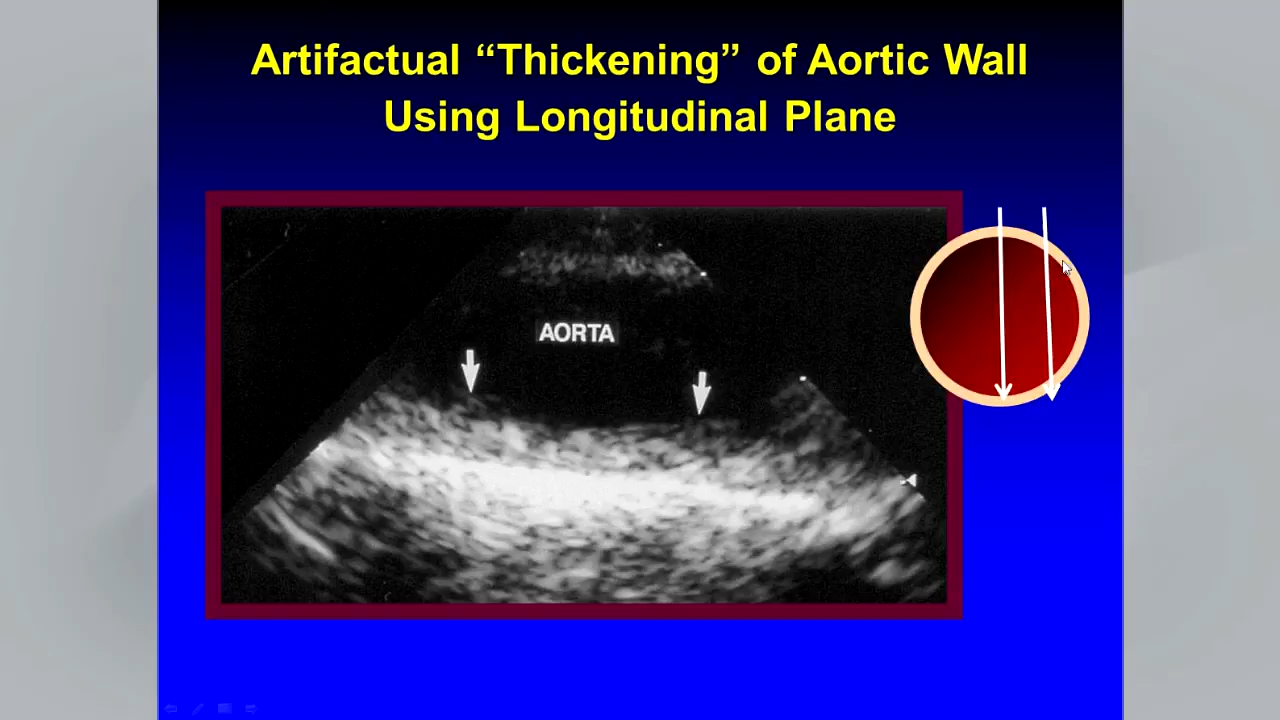 Artifactual “Thickening” of Aortic Wall
Using Longitudinal Plane
AORTA